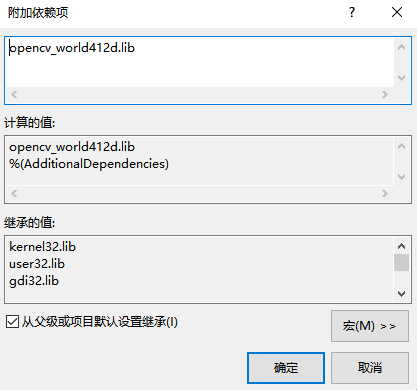 附加依赖项
?
opencv_world412d.lib
计算的值:
opencv_world412d.lib
%(AdditionalDependencies)
继承的值:
kernel32.lib
user32.lib
gdi32.lib
从父级或项目默认设置继承(I)
宏(M) >>
确定
取消